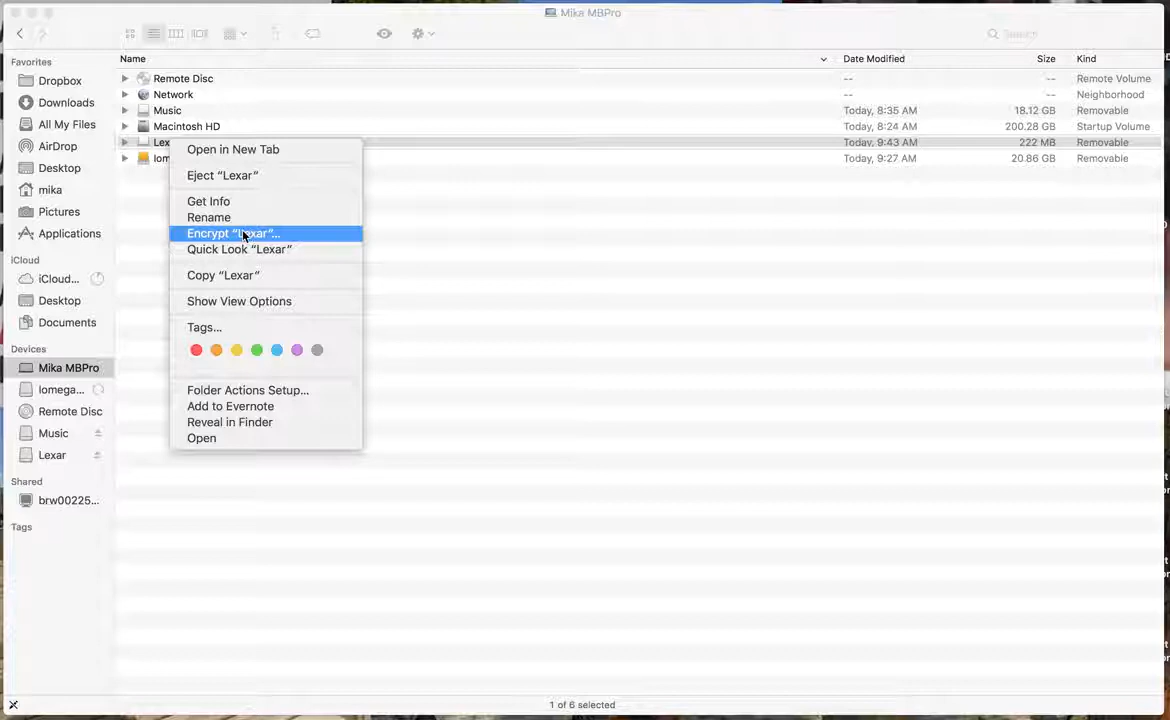 Mika MBPro
Search
Favorites
Dropbox
Downloads
All My Files
AirDrop
Desktop
mika
Pictures
Applications
iCloud
iCloud...
Desktop
Documents
Devices
Mika MBPro
Iomega...
Remote Disc
Music
Lexar
Shared
brw00225...
Tags
Name Date Modified Size Kind
Remote Disc -- -- Remote Volume
Network -- -- Neighborhood
Music Today, 8:35 AM 18.12 GB Removable
Macintosh HD Today, 8:24 AM 200.28 GB Startup Volume
Lex Today, 9:43 AM 222 MB Removable
Iom Today, 9:27 AM 20.86 GB Removable
Open in New Tab
Eject “Lexar”
Get Info
Rename
Encrypt “Lexar”...
Quick Look “Lexar”
Copy “Lexar”
Show View Options
Tags...
Folder Actions Setup...
Add to Evernote
Reveal in Finder
Open
1 of 6 selected